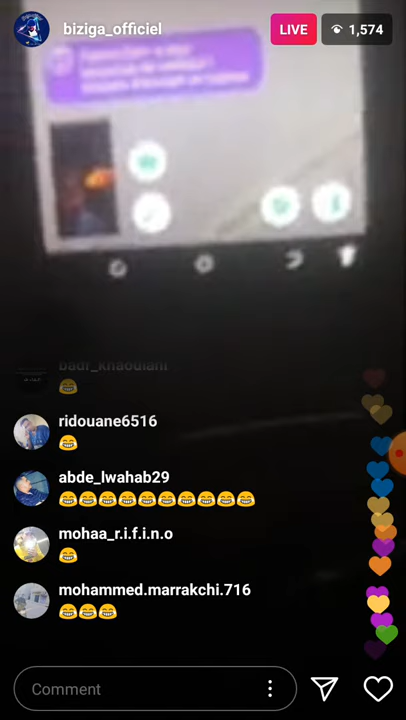 biziga_officiel
LIVE
1,574
ridouane6516
😂
abde_lwahab29
😂😂😂😂😂😂😂😂😂😂
mohaa_r.i.f.i.n.o
😂
mohammed.marrakchi.716
😂😂😂
Comment